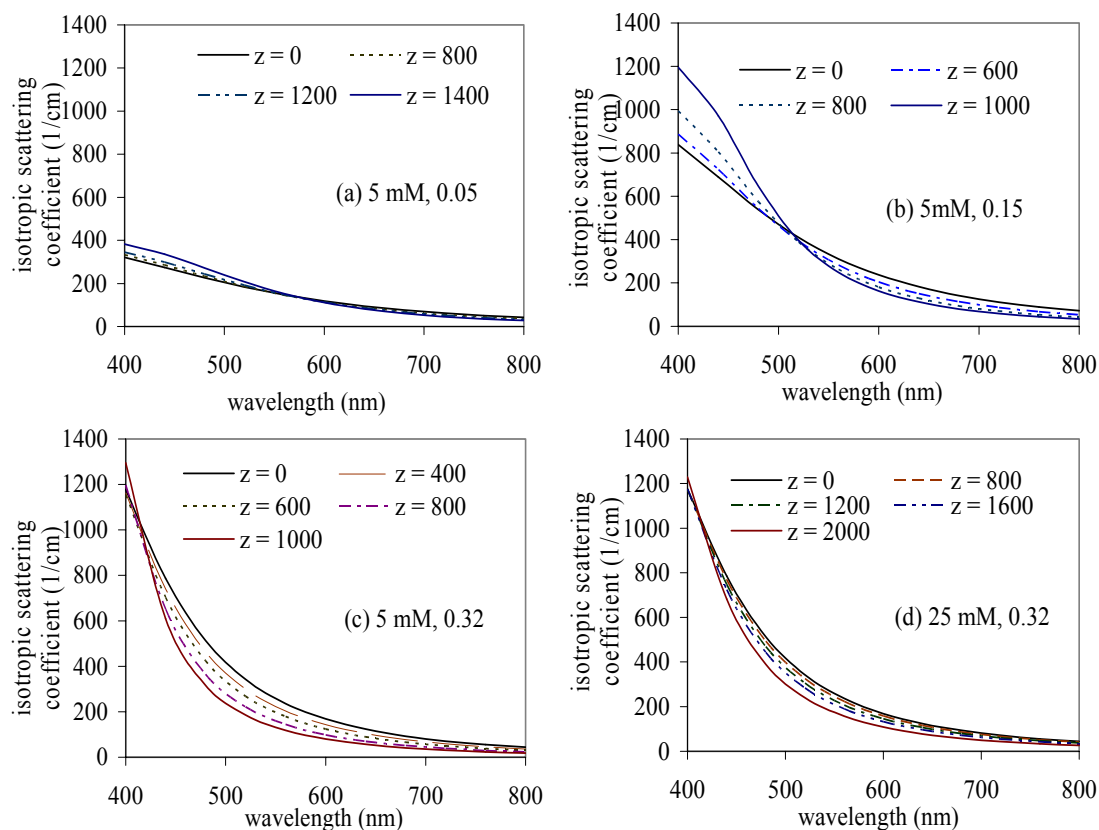 1400
1200
1000
800
600
400
200
0
isotropic scattering
coefficient (1/cm)
z = 0
z = 800
z = 1200
z = 1400
(a) 5 mM, 0.05
400 500 600 700 800
wavelength (nm)
1400
1200
1000
800
600
400
200
0
isotropic scattering
coefficient (1/cm)
z = 0
z = 600
z = 800
z = 1000
(b) 5mM, 0.15
400 500 600 700 800
wavelength (nm)
1400
1200
1000
800
600
400
200
0
isotropic scattering
coefficient (1/cm)
z = 0
z = 400
z = 600
z = 800
z = 1000
(c) 5 mM, 0.32
400 500 600 700 800
wavelength (nm)
1400
1200
1000
800
600
400
200
0
isotropic scattering
coefficient (1/cm)
z = 0
z = 800
z = 1200
z = 1600
z = 2000
(d) 25 mM, 0.32
400 500 600 700 800
wavelength (nm)